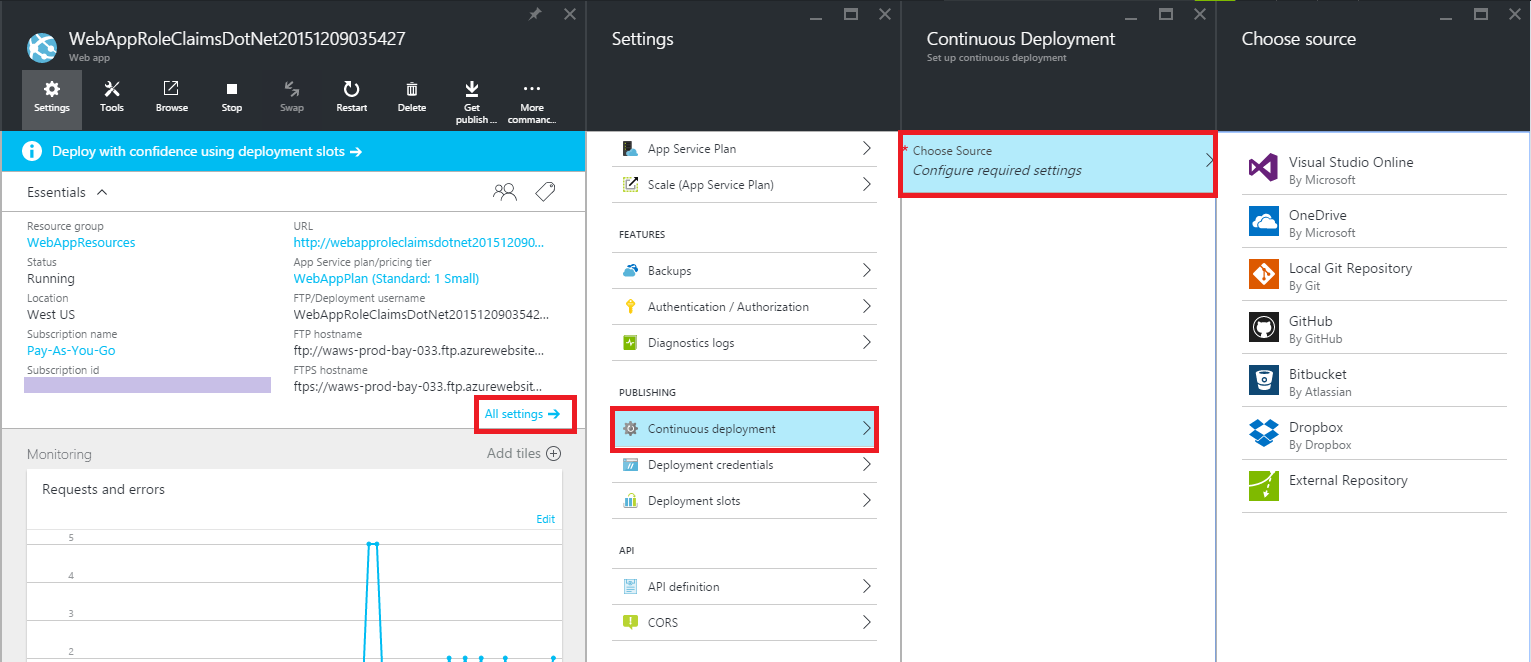 WebAppRoleClaimsDotNet20151209035427
Web app
Settings
Tools
Browse
Stop
Swap
Restart
Delete
Get
publish ...
More
commanc...
Deploy with confidence using deployment slots
Essentials
Resource group
WebAppResources
Status
Running
Location
West US
Subscription name
Pay-As-You-Go
Subscription id
URL
http://webapproleclaimsdotnet201512090...
App Service plan/pricing tier
WebAppPlan (Standard: 1 Small)
FTP/Deployment username
WebAppRoleClaimsDotNet2015120903542...
FTP hostname
ftp://waws-prod-bay-033.ftp.azurewebsite...
FTPS hostname
ftps://waws-prod-bay-033.ftp.azurewebsit...
All settings
Monitoring
Add tiles
Requests and errors
Edit
5
4
3
2
Settings
App Service Plan
Scale (App Service Plan)
FEATURES
Backups
Authentication / Authorization
Diagnostics logs
PUBLISHING
Continuous deployment
Deployment credentials
Deployment slots
API
API definition
CORS
Continuous Deployment
Set up continuous deployment
* Choose Source
Configure required settings
Choose source
Visual Studio Online
By Microsoft
OneDrive
By Microsoft
Local Git Repository
By Git
GitHub
By GitHub
Bitbucket
By Atlassian
Dropbox
By Dropbox
External Repository